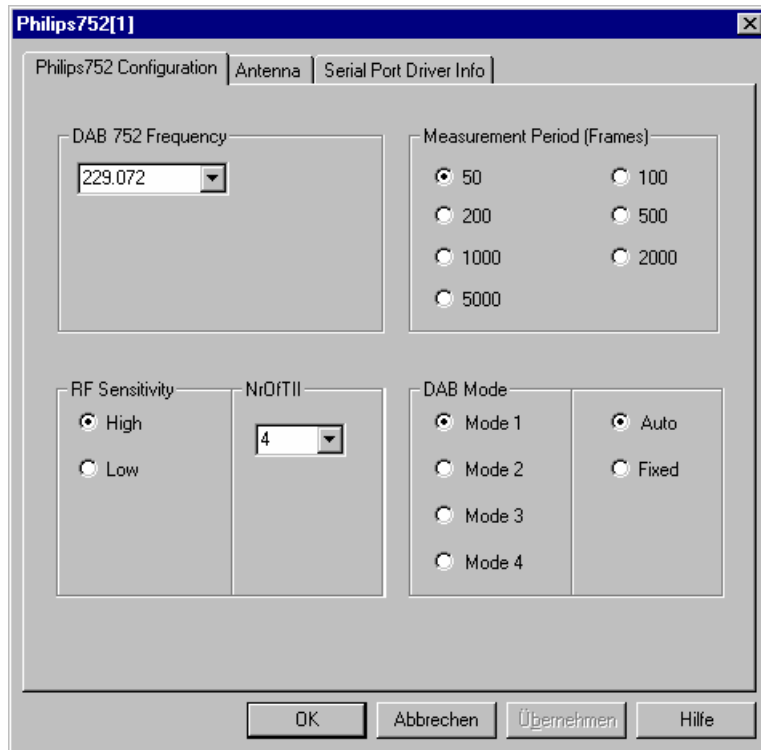 Philips752[1]
Philips752 Configuration
Antenna
Serial Port Driver Info
DAB 752 Frequency
229.072
Measurement Period (Frames)
50
100
200
500
1000
2000
5000
RF Sensitivity
High
Low
NrOfTII
4
DAB Mode
Mode 1
Mode 2
Mode 3
Mode 4
Auto
Fixed
OK
Abbrechen
Übernehmen
Hilfe